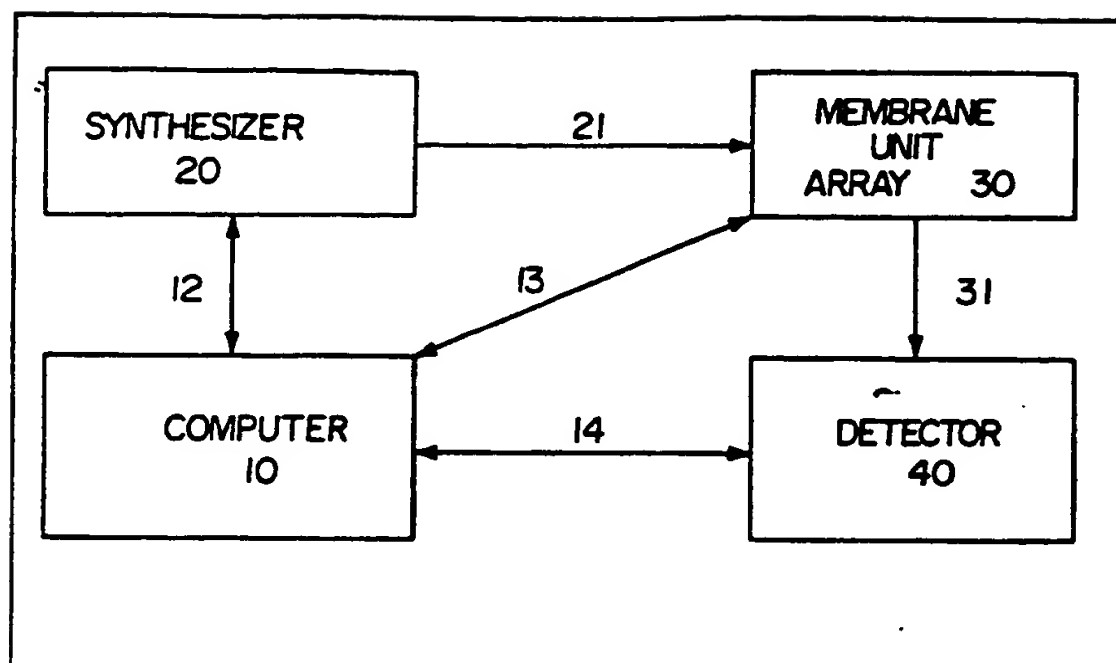 SYNTHESIZER
20
21
MEMBRANE
UNIT
ARRAY 30
12
13
31
COMPUTER
10
14
DETECTOR
40